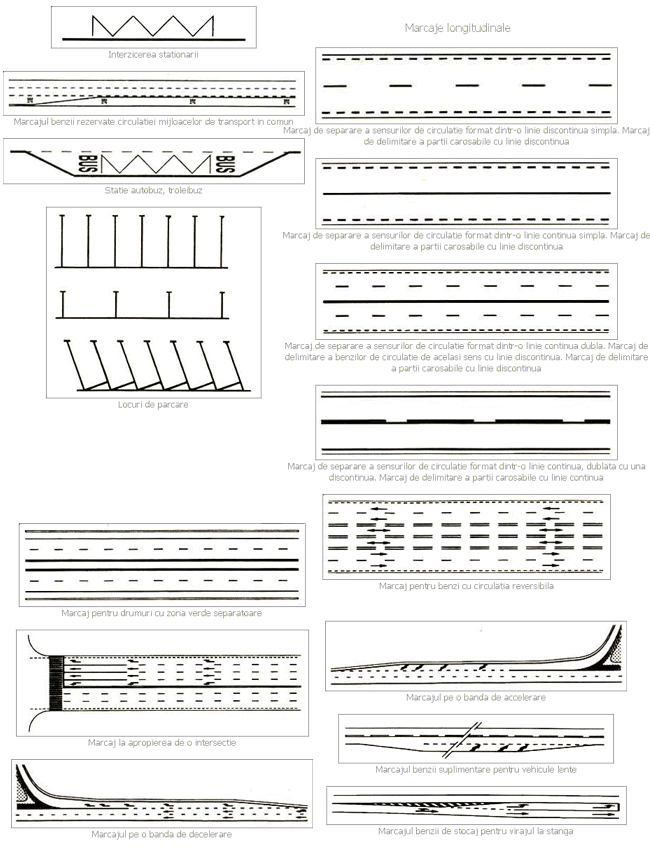 Interzicerea stationarii
Marcajul benzii rezervate circulatiei mijloacelor de transport in comun
BUS BUS
Statie autobuz, troleibuz
Locuri de parcare
Marcaj pentru drumuri cu zona verde separatoare
Marcaj la apropierea de o intersectie
Marcajul pe o banda de decelerare
Marcaje longitudinale
Marcaj de separare a sensurilor de circulatie format dintr-o linie discontinua simpla. Marcaj
de delimitare a partii carosabile cu linie discontinua
Marcaj de separare a sensurilor de circulatie format dintr-o linie continua simpla. Marcaj de
delimitare a partii carosabile cu linie discontinua
Marcaj de separare a sensurilor de circulatie format dintr-o linie continua dubla. Marcaj de
delimitare a benzilor de circulatie de acelasi sens cu linie discontinua. Marcaj de delimitare
a partii carosabile cu linie discontinua
Marcaj de separare a sensurilor de circulatie format dintr-o linie continua, dublata cu una
discontinua. Marcaj de delimitare a partii carosabile cu linie continua
Marcaj pentru benzi cu circulatia reversibila
Marcajul pe o banda de accelerare
Marcajul benzii suplimentare pentru vehicule lente
Marcajul benzii de stocaj pentru virajul la stanga